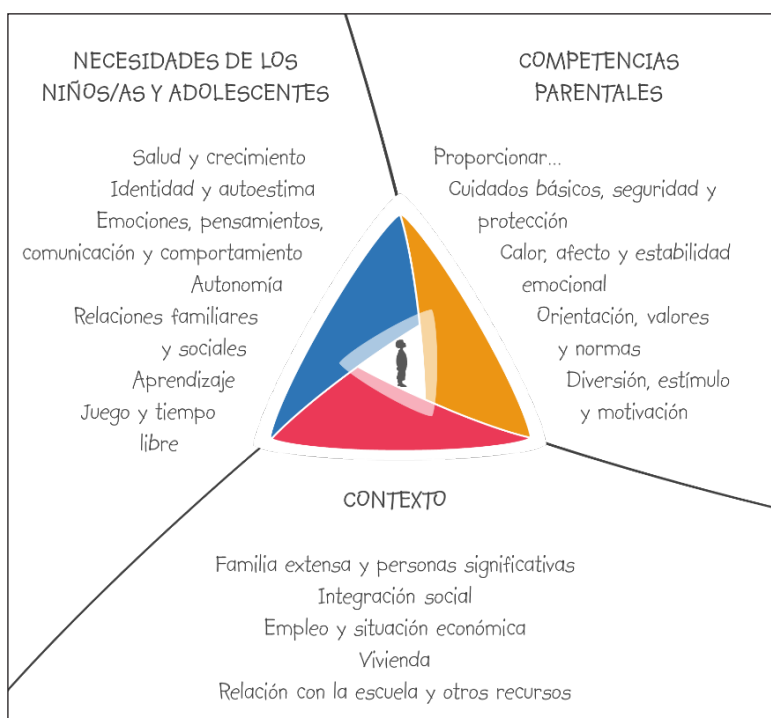 NECESIDADES DE LOS
NIÑOS/AS Y ADOLESCENTES
Salud y crecimiento
Identidad y autoestima
Emociones, pensamientos,
comunicación y comportamiento
Autonomía
Relaciones familiares
y sociales
Aprendizaje
Juego y tiempo
libre
COMPETENCIAS
PARENTALES
Proporcionar...
Cuidados básicos, seguridad y
protección
Calor, afecto y estabilidad
emocional
Orientación, valores
y normas
Diversión, estímulo
y motivación
CONTEXTO
Familia extensa y personas significativas
Integración social
Empleo y situación económica
Vivienda
Relación con la escuela y otros recursos